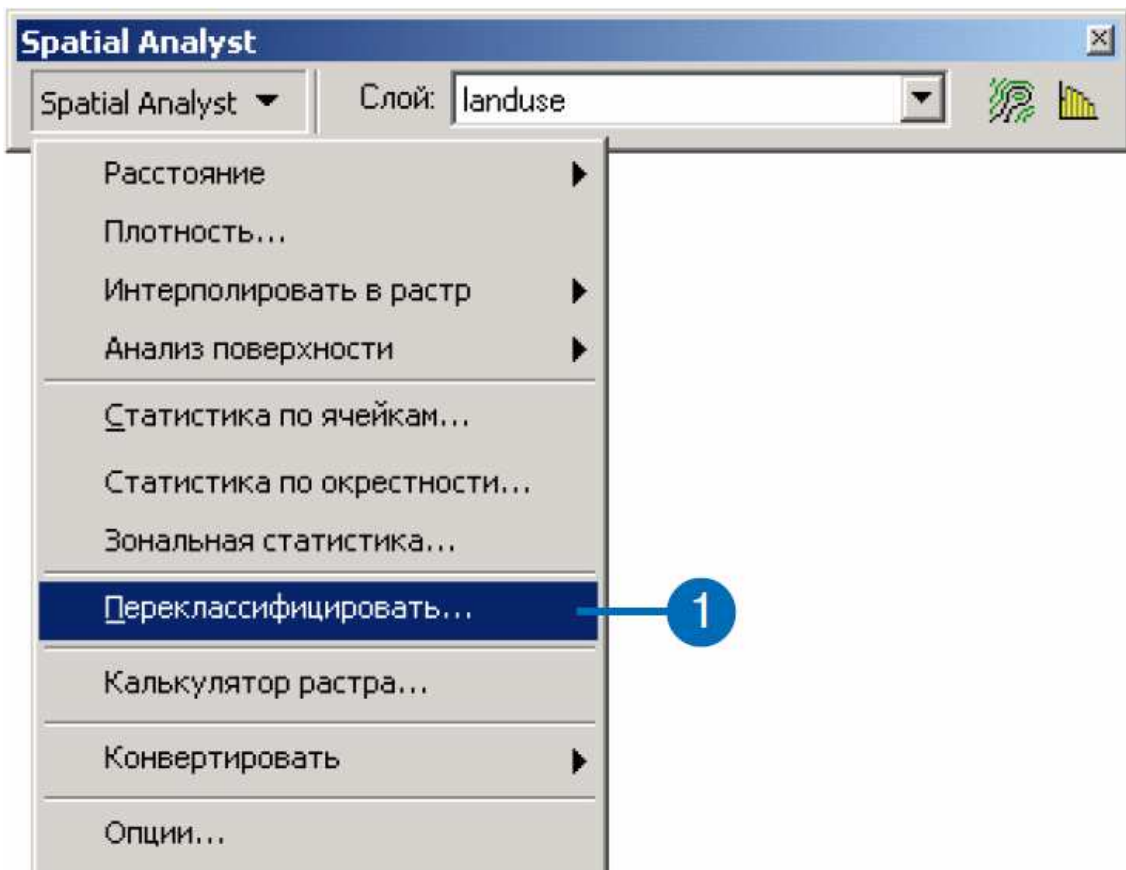 Spatial Analyst
Spatial Analyst Слой: landuse
Расстояние
Плотность...
Интерполировать в растр
Анализ поверхности
Статистика по ячейкам...
Статистика по окрестности...
Зональная статистика...
Переклассифицировать... 1
Калькулятор растра...
Конвертировать
Опции...